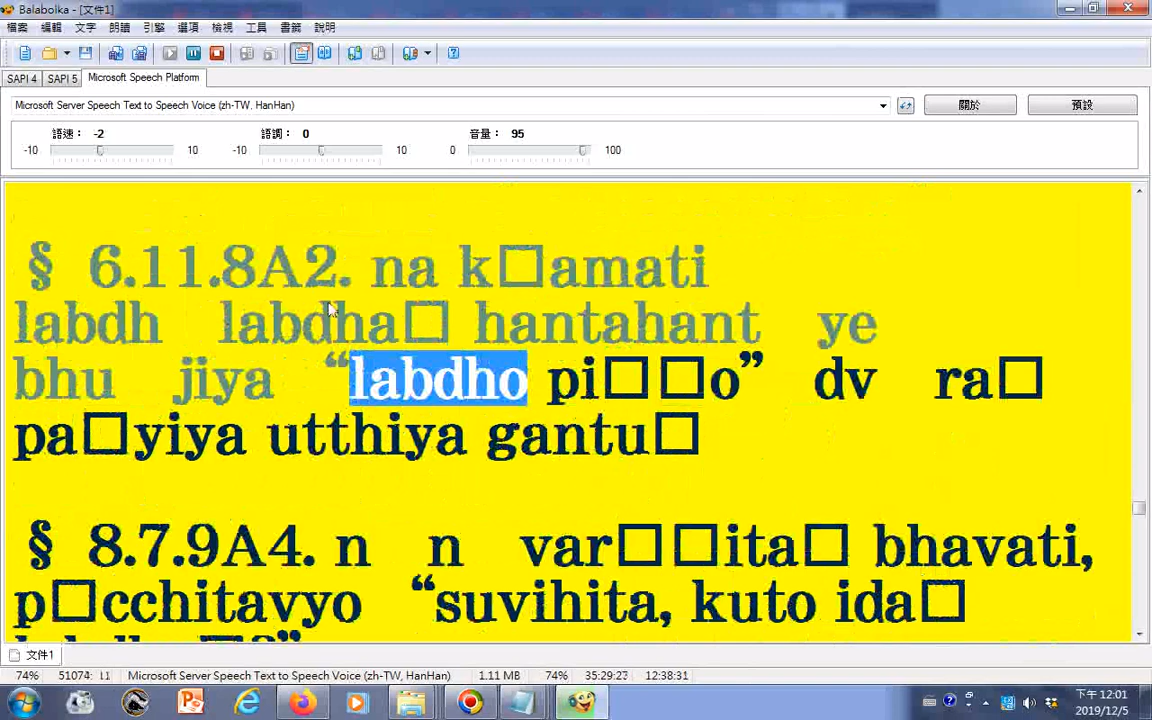 Balabolka - [文件1]
檔案 編輯 文字 朗讀 引擎 選項 檢視 工具 書籤 說明
SAPI 4 SAPI 5 Microsoft Speech Platform
Microsoft Server Speech Text to Speech Voice (zh-TW, HanHan) 關於 預設
語速： -2 語調： 0 音量： 95
-10 10 -10 10 0 100
§ 6.11.8A2. na k□amati
labdh labdha□ hantahant ye
bhu jiya “labdho pi□□o” dv ra□
pa□yiya utthiya gantu□
§ 8.7.9A4. n n var□□ita□ bhavati,
p□cchitavyo “suvihita, kuto ida□
文件1
74% 51074: 11 Microsoft Server Speech Text to Speech Voice (zh-TW, HanHan) 1.11 MB 74% 35:29:23 12:38:31
下午 12:01
2019/12/5